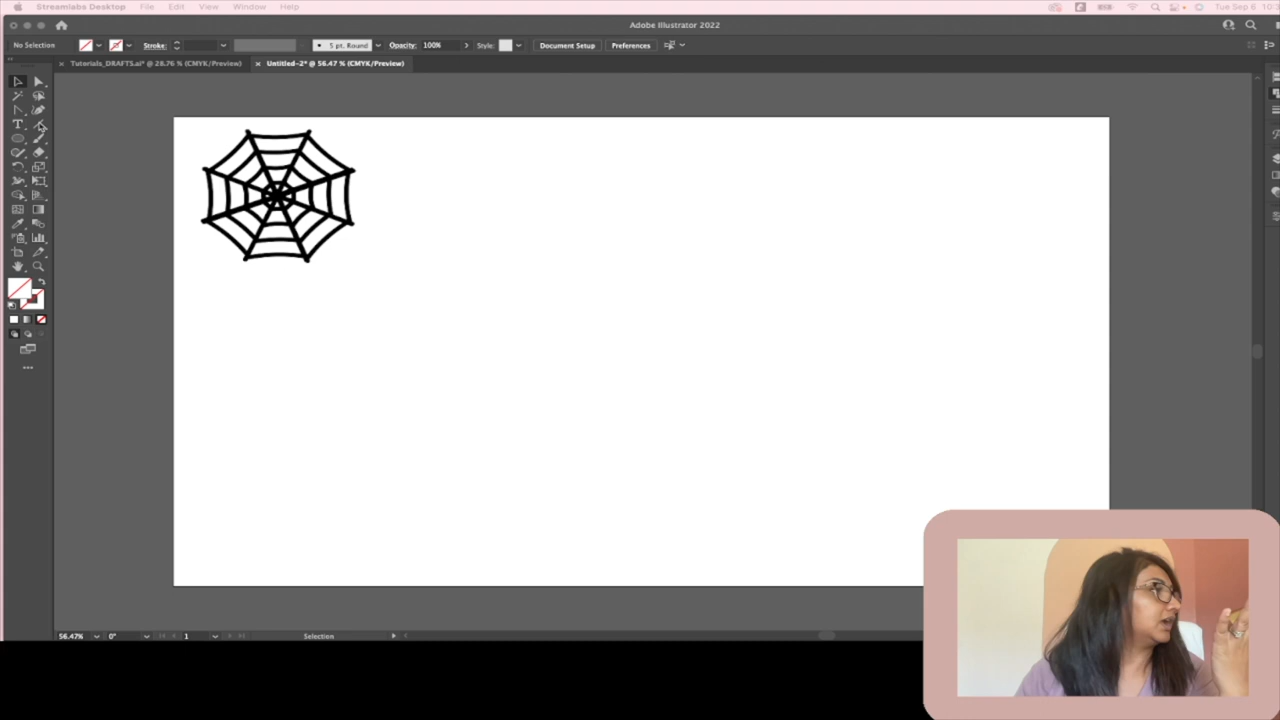 Streamlabs Desktop File Edit View Window Help Tue Sep 6
Adobe Illustrator 2022
No Selection Stroke: 5 pt. Round Opacity: 100% Style: Document Setup Preferences
× Tutorials_DRAFTS.ai* @ 28.76 % (CMYK/Preview) × Untitled-2* @ 56.47 % (CMYK/Preview)
56.47% 0° 1 Selection